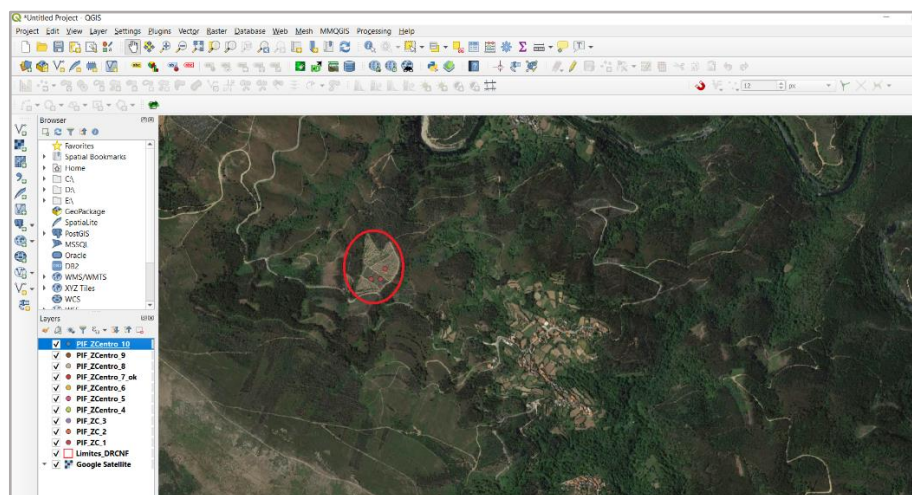 *Untitled Project - QGIS
Project Edit View Layer Settings Plugins Vector Raster Database Web Mesh MMQGIS Processing Help
12 px
Browser
Favorites
Spatial Bookmarks
Home
C:\
D:\
E:\
GeoPackage
SpatiaLite
PostGIS
MSSQL
Oracle
DB2
WMS/WMTS
XYZ Tiles
WCS
Layers
PIF_ZCentro_10
PIF_ZCentro_9
PIF_ZCentro_8
PIF_ZCentro_7_ok
PIF_ZCentro_6
PIF_ZCentro_5
PIF_ZCentro_4
PIF_ZC_3
PIF_ZC_2
PIF_ZC_1
Limites_DRCNF
Google Satellite